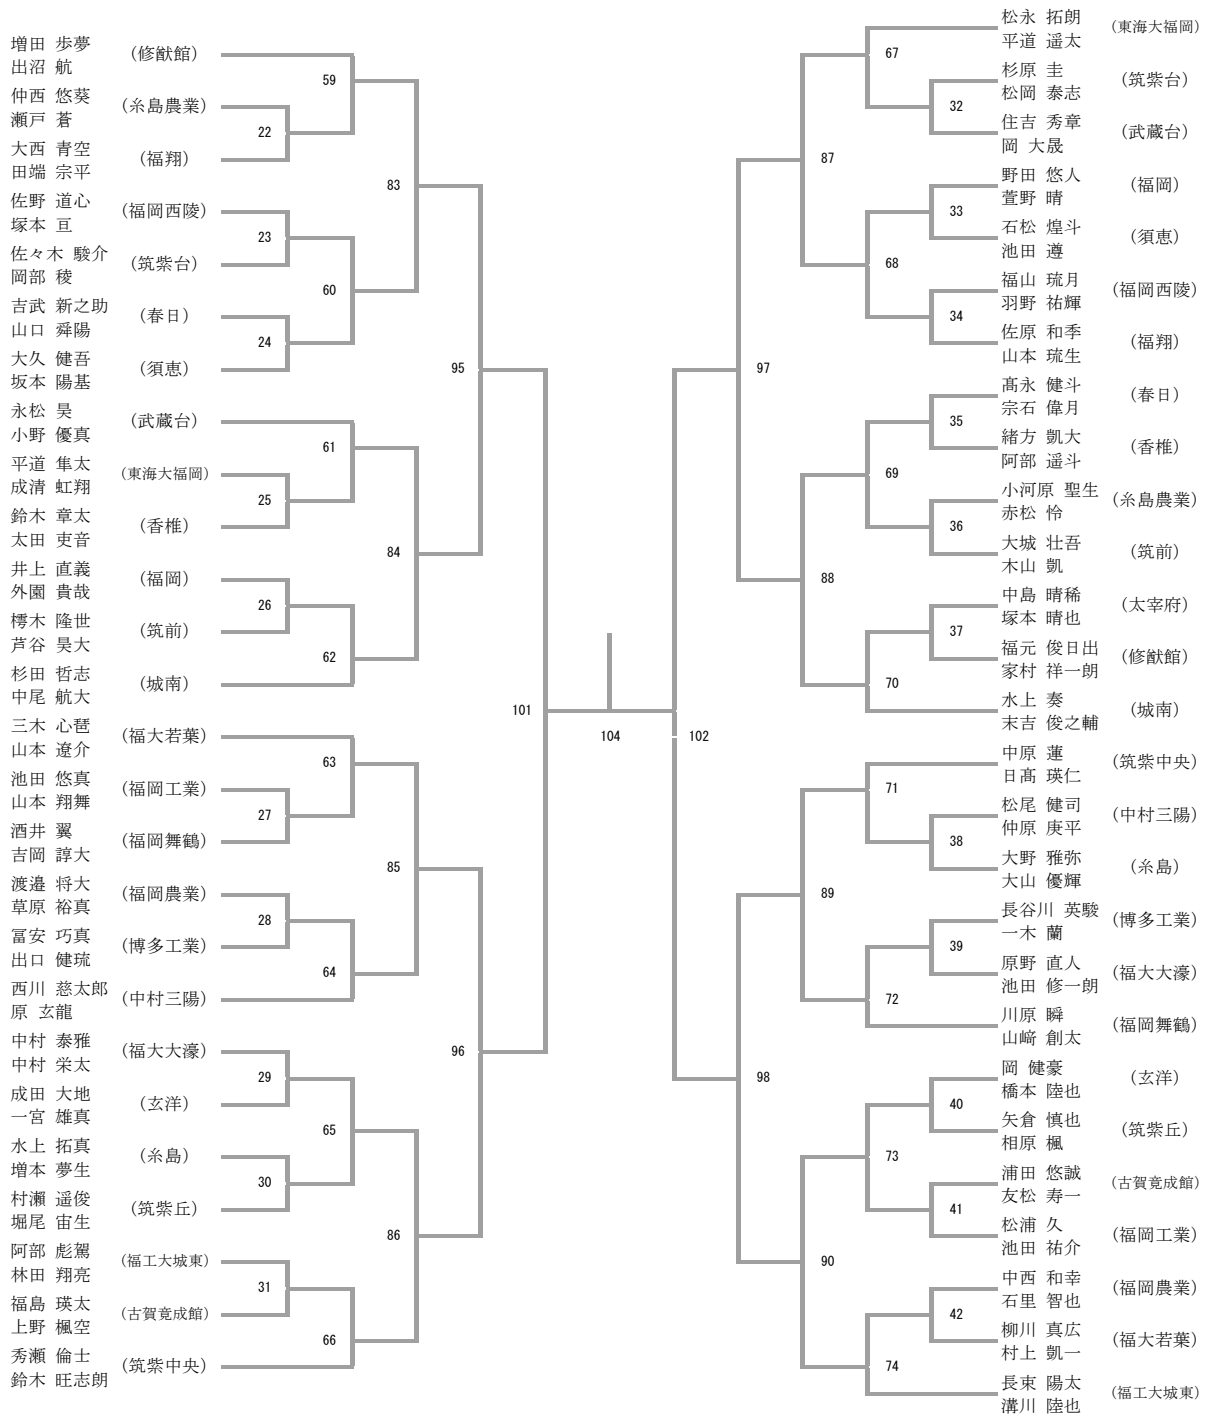 増田 歩夢
出沼 航
(修猷館)
仲西 悠葵
瀬戸 蒼
(糸島農業)
大西 青空
田端 宗平
(福翔)
佐野 道心
塚本 亘
(福岡西陵)
佐々木 駿介
岡部 稜
(筑紫台)
吉武 新之助
山口 舜陽
(春日)
大久 健吾
坂本 陽基
(須恵)
永松 昊
小野 優真
(武蔵台)
平道 隼太
成清 虹翔
(東海大福岡)
鈴木 章太
太田 吏音
(香椎)
井上 直義
外園 貴哉
(福岡)
樗木 隆世
芦谷 昊大
(筑前)
杉田 哲志
中尾 航大
(城南)
三木 心琶
山本 遼介
(福大若葉)
池田 悠真
山本 翔舞
(福岡工業)
酒井 翼
吉岡 諄大
(福岡舞鶴)
渡邉 将大
草原 裕真
(福岡農業)
冨安 巧真
出口 健琉
(博多工業)
西川 慈太郎
原 玄龍
(中村三陽)
中村 泰雅
中村 栄太
(福大大濠)
成田 大地
一宮 雄真
(玄洋)
水上 拓真
増本 夢生
(糸島)
村瀬 遥俊
堀尾 宙生
(筑紫丘)
阿部 彪駕
林田 翔亮
(福工大城東)
福島 瑛太
上野 楓空
(古賀竟成館)
秀瀬 倫士
鈴木 旺志朗
(筑紫中央)
22
23
24
25
26
27
28
29
30
31
59
60
61
62
63
64
65
66
83
84
85
86
95
96
101
104
102
97
98
87
88
89
90
67
68
69
70
71
72
73
74
32
33
34
35
36
37
38
39
40
41
42
松永 拓朗
平道 遥太
(東海大福岡)
杉原 圭
松岡 泰志
(筑紫台)
住吉 秀章
岡 大晟
(武蔵台)
野田 悠人
萱野 晴
(福岡)
石松 煌斗
池田 遵
(須恵)
福山 琉月
羽野 祐輝
(福岡西陵)
佐原 和季
山本 琉生
(福翔)
髙永 健斗
宗石 偉月
(春日)
緒方 凱大
阿部 遥斗
(香椎)
小河原 聖生
赤松 怜
(糸島農業)
大城 壮吾
木山 凱
(筑前)
中島 晴稀
塚本 晴也
(太宰府)
福元 俊日出
家村 祥一朗
(修猷館)
水上 奏
末吉 俊之輔
(城南)
中原 蓮
日髙 瑛仁
(筑紫中央)
松尾 健司
仲原 庚平
(中村三陽)
大野 雅弥
大山 優輝
(糸島)
長谷川 英駿
一木 蘭
(博多工業)
原野 直人
池田 修一朗
(福大大濠)
川原 瞬
山﨑 創太
(福岡舞鶴)
岡 健豪
橋本 陸也
(玄洋)
矢倉 慎也
相原 楓
(筑紫丘)
浦田 悠誠
友松 寿一
(古賀竟成館)
松浦 久
池田 祐介
(福岡工業)
中西 和幸
石里 智也
(福岡農業)
柳川 真広
村上 凱一
(福大若葉)
長束 陽太
溝川 陸也
(福工大城東)